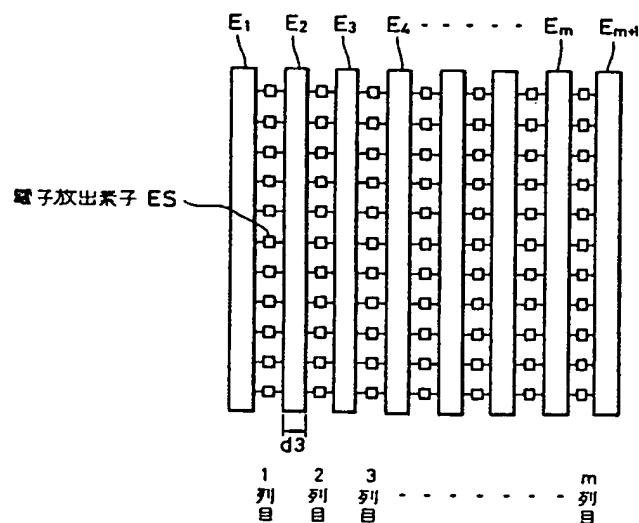 E1 E2 E3 E4 - - - - - Em Em+1
電子放出素子 ES
d3
1列目 2列目 3列目 - - - - - - - - m列目